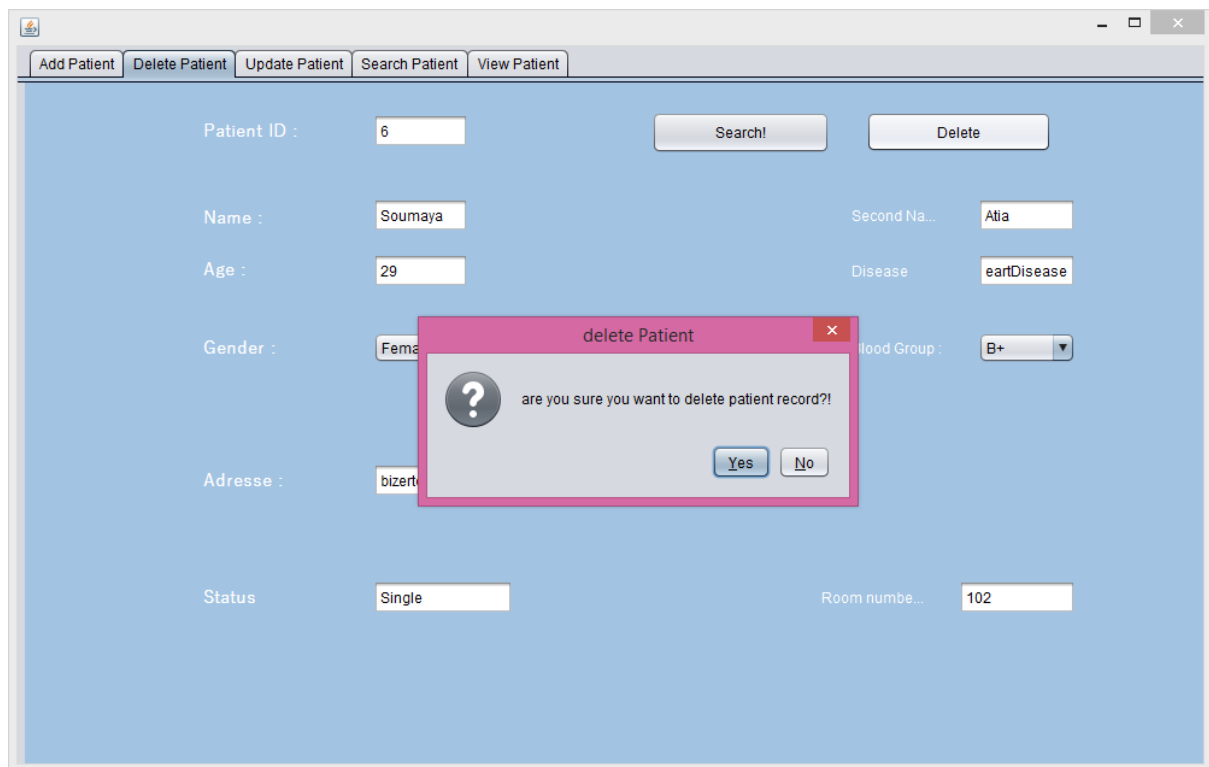 Add Patient Delete Patient Update Patient Search Patient View Patient
Patient ID : 6 Search! Delete
Name : Soumaya Second Na... Atia
Age : 29 Disease eartDisease
delete Patient
Gender : Fema lood Group : B+
are you sure you want to delete patient record?!
Yes No
Adresse : bizert
Status Single Room numbe... 102